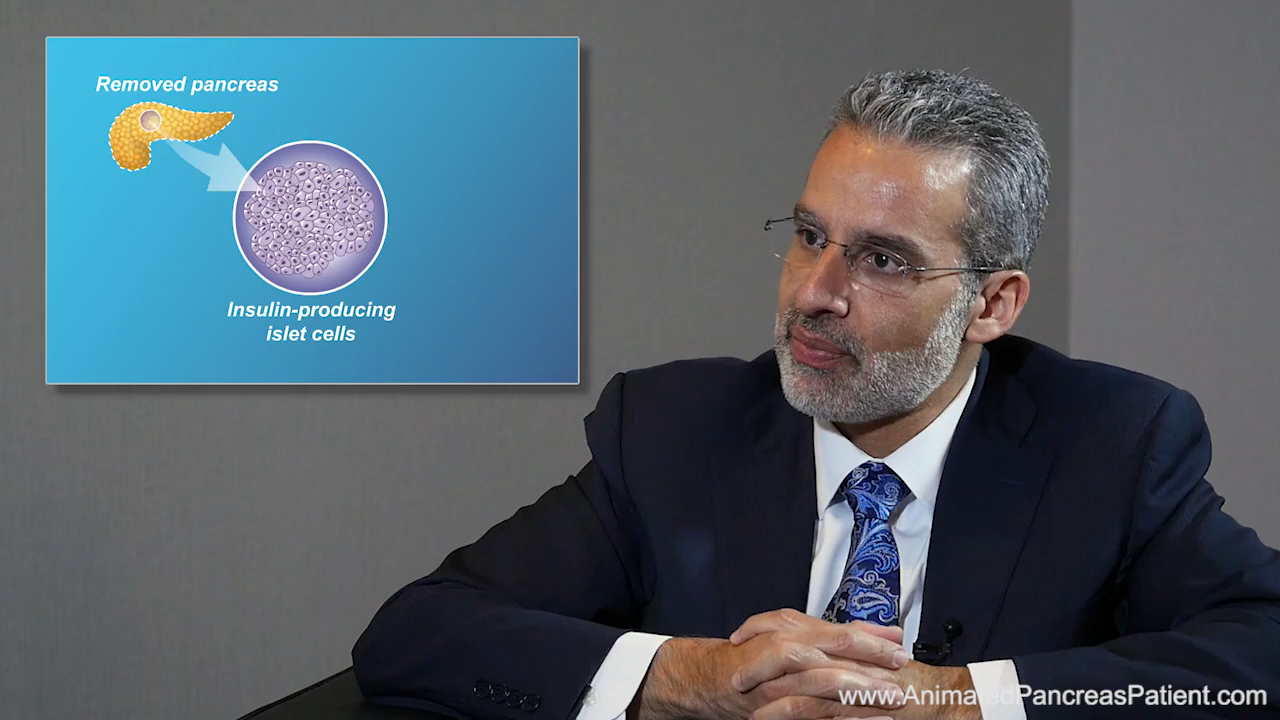 Removed pancreas
Insulin-producing
islet cells
www.AnimatedPancreasPatient.com